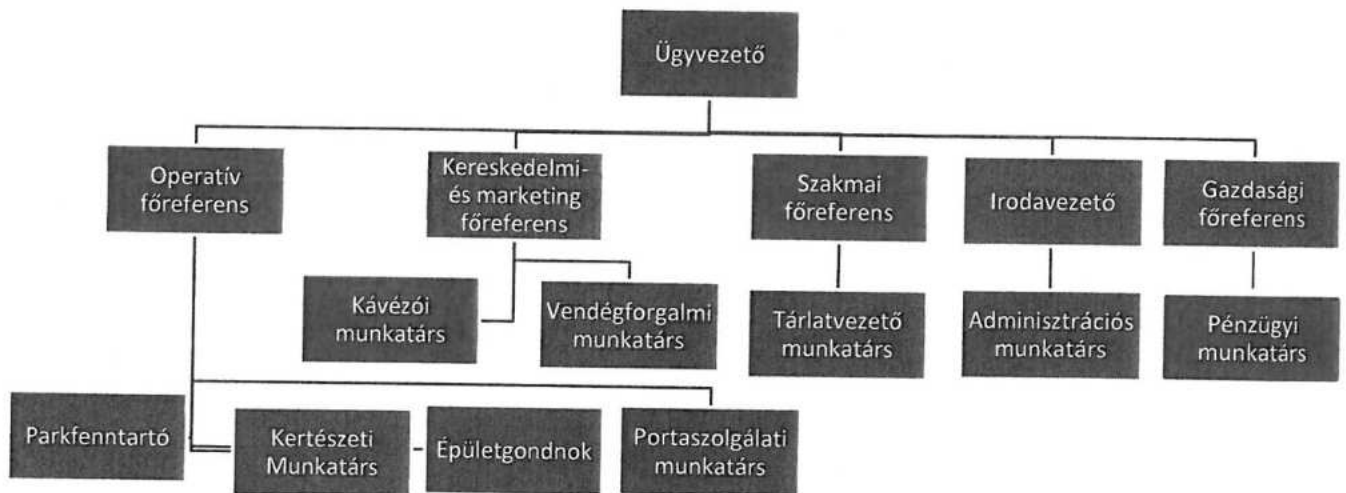 Ügyvezető
Operatív
főreferens
Kereskedelmi-
és marketing
főreferens
Szakmai
főreferens
Irodavezető
Gazdasági
főreferens
Kávézói
munkatárs
Vendégforgalmi
munkatárs
Tárlatvezető
munkatárs
Adminisztrációs
munkatárs
Pénzügyi
munkatárs
Parkfenntartó
Kertészeti
Munkatárs
Épületgondnok
Portaszolgálati
munkatárs